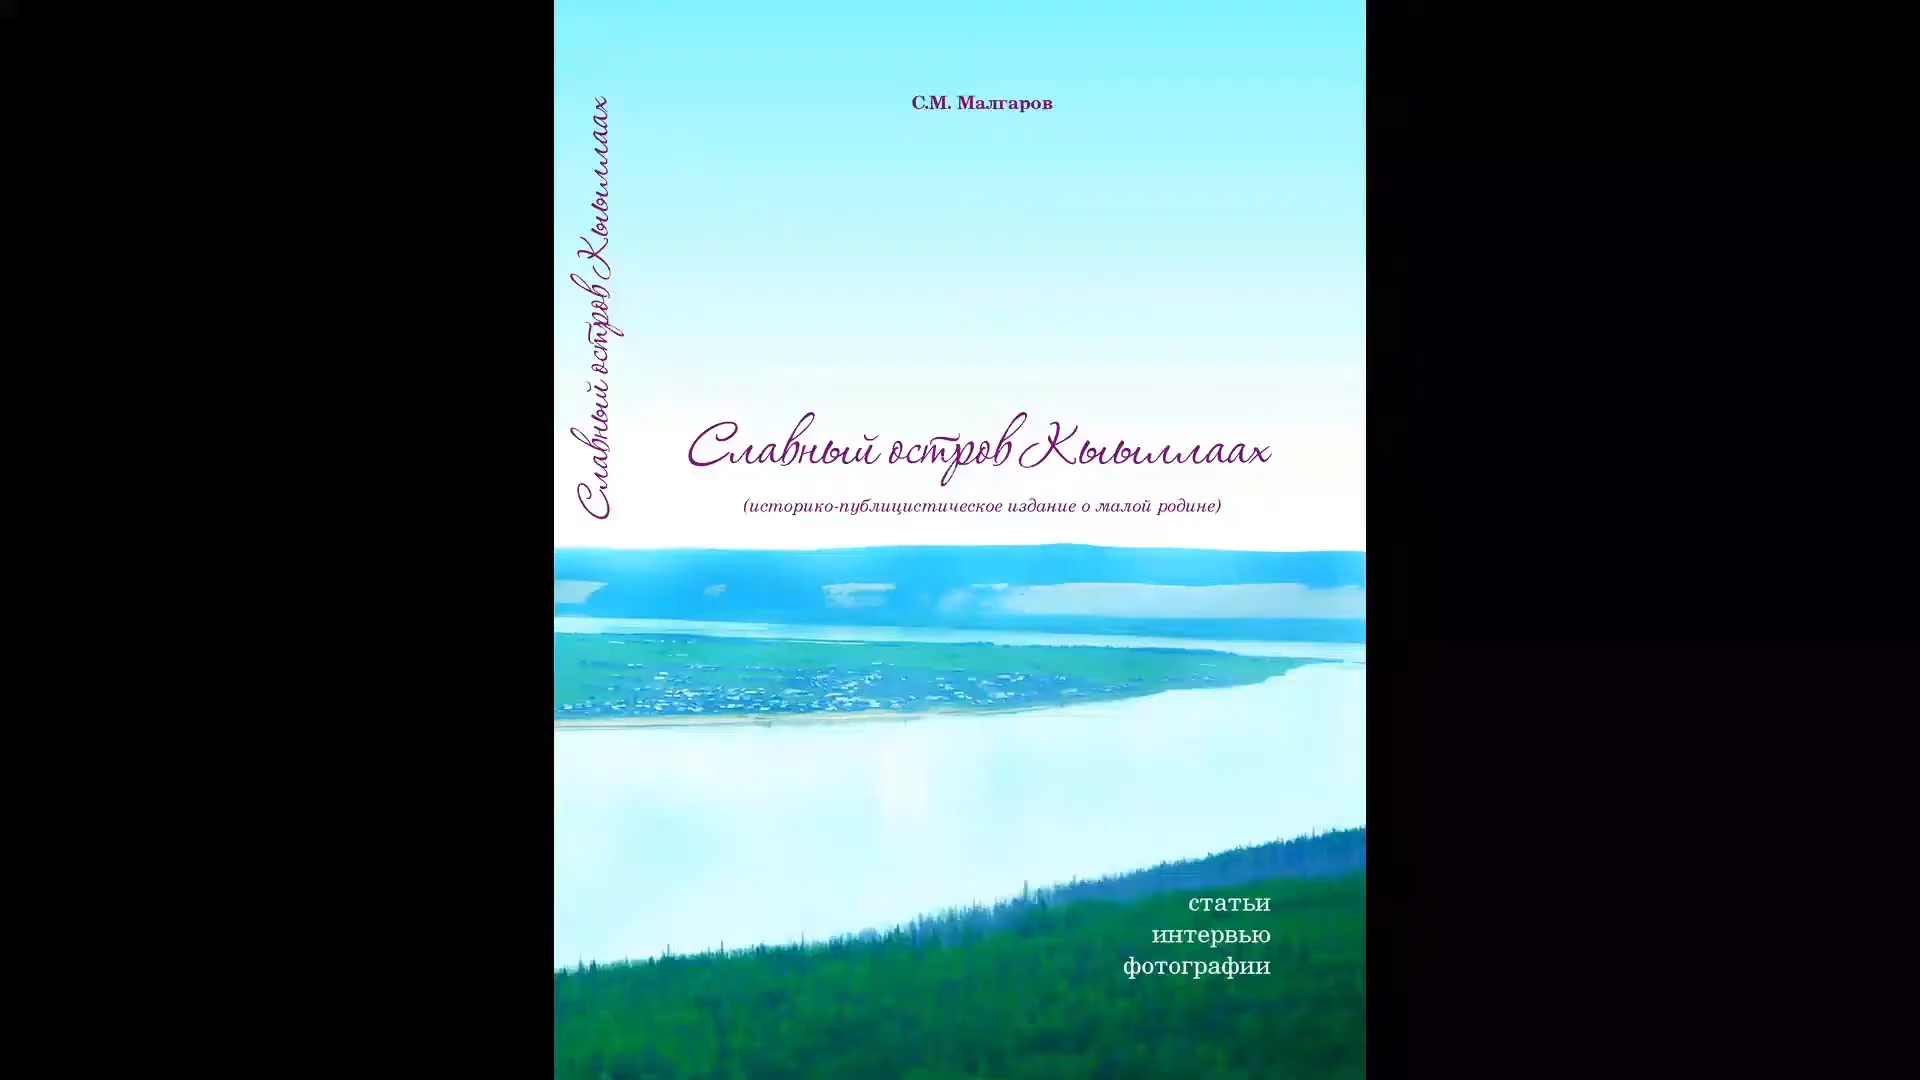 С.М. Малгаров
Славный остров Кыыллаах
Славный остров Кыыллаах
(историко-публицистическое издание о малой родине)
статьи
интервью
фотографии